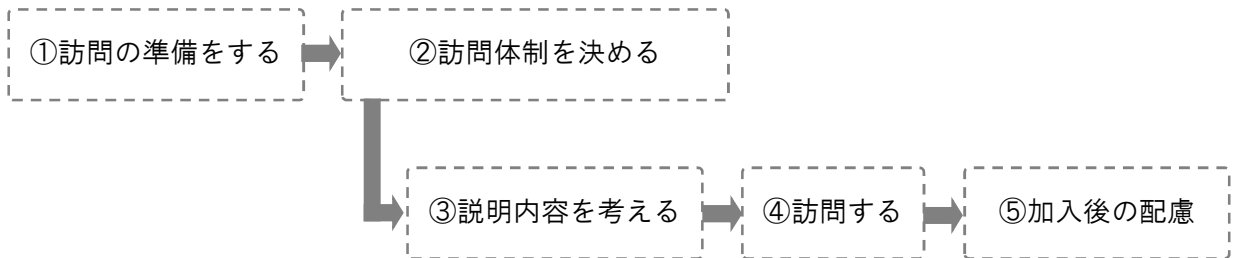 ①訪問の準備をする
②訪問体制を決める
③説明内容を考える
④訪問する
⑤加入後の配慮